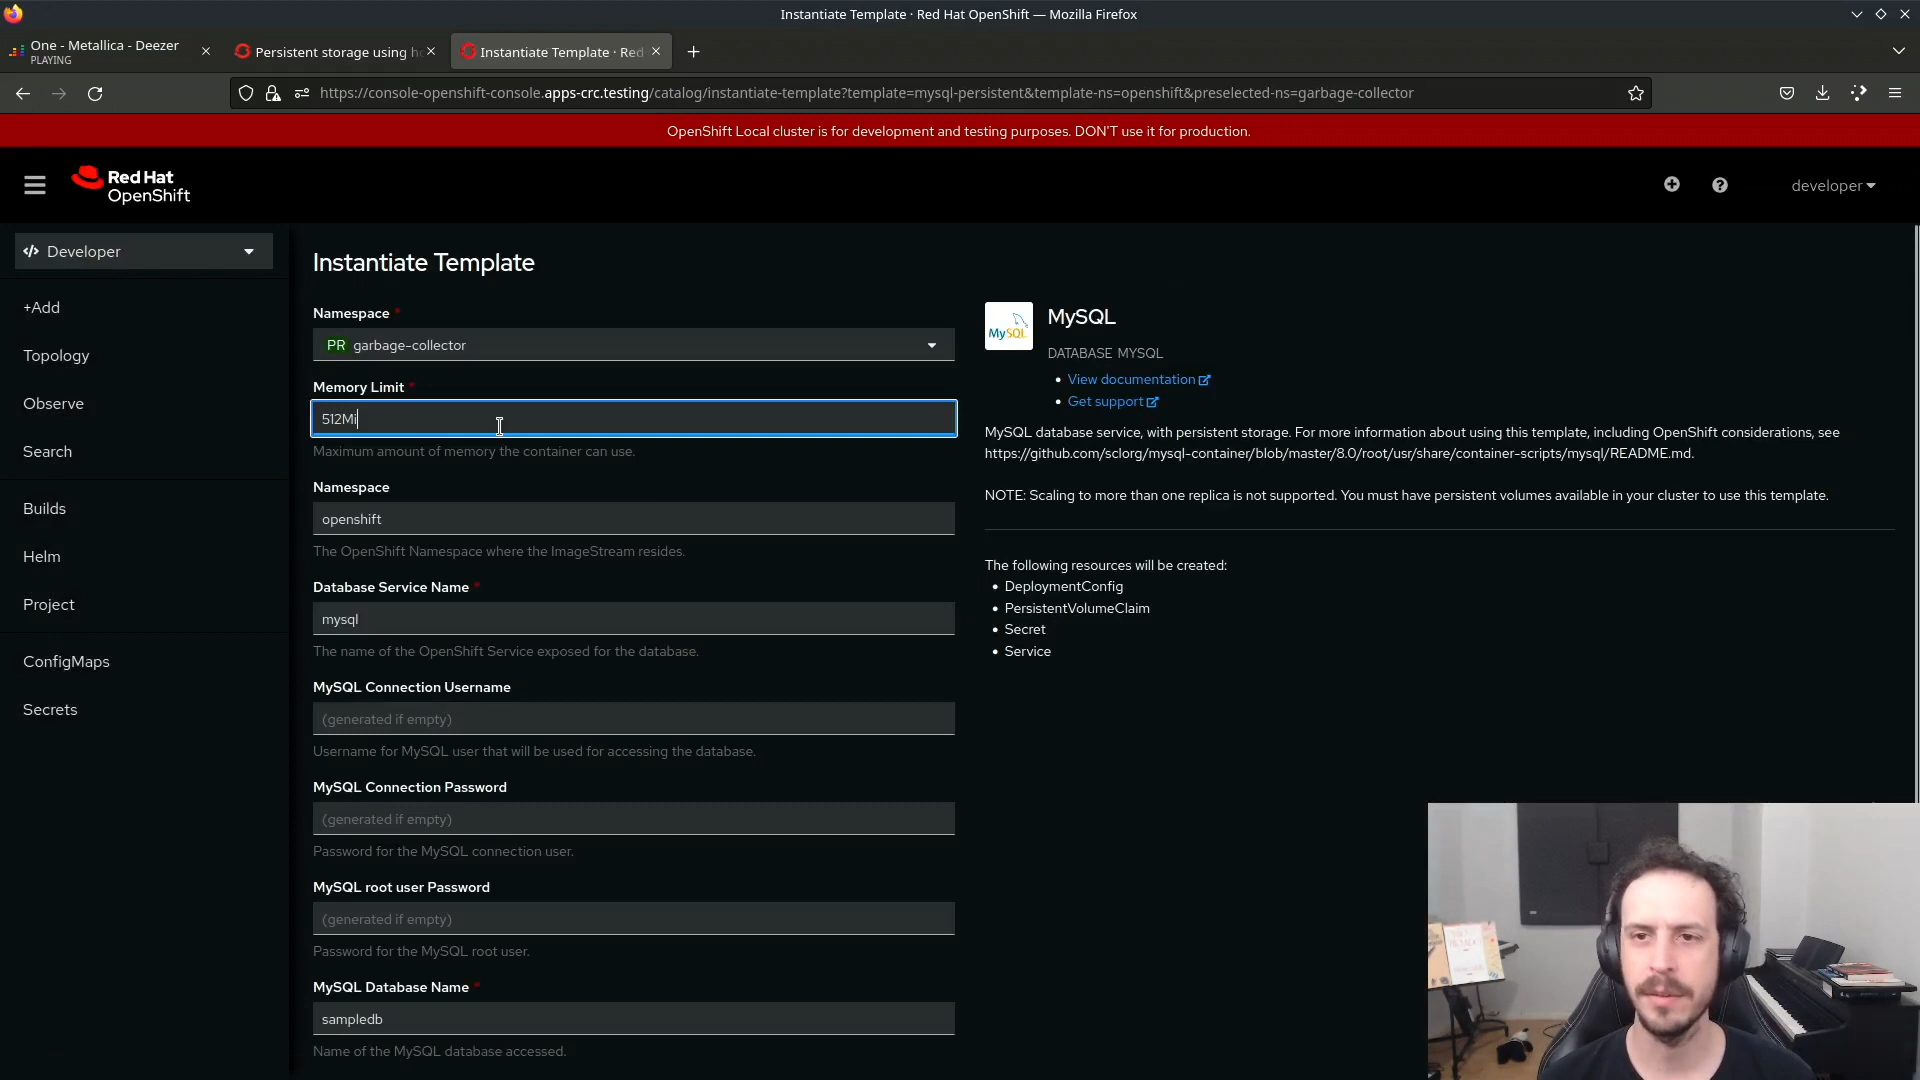 Instantiate Template · Red Hat OpenShift — Mozilla Firefox
One - Metallica - Deezer
PLAYING
Persistent storage using h
Instantiate Template · Red
https://console-openshift-console.apps-crc.testing/catalog/instantiate-template?template=mysql-persistent&template-ns=openshift&preselected-ns=garbage-collector
OpenShift Local cluster is for development and testing purposes. DON'T use it for production.
Red Hat
OpenShift
developer
Developer
+Add
Topology
Observe
Search
Builds
Helm
Project
ConfigMaps
Secrets
Instantiate Template
Namespace *
PR garbage-collector
Memory Limit *
512Mi
Maximum amount of memory the container can use.
Namespace
openshift
The OpenShift Namespace where the ImageStream resides.
Database Service Name *
mysql
The name of the OpenShift Service exposed for the database.
MySQL Connection Username
(generated if empty)
Username for MySQL user that will be used for accessing the database.
MySQL Connection Password
(generated if empty)
Password for the MySQL connection user.
MySQL root user Password
(generated if empty)
Password for the MySQL root user.
MySQL Database Name *
sampledb
Name of the MySQL database accessed.
MySQL
MySQL
DATABASE MYSQL
• View documentation
• Get support
MySQL database service, with persistent storage. For more information about using this template, including OpenShift considerations, see
https://github.com/sclorg/mysql-container/blob/master/8.0/root/usr/share/container-scripts/mysql/README.md.
NOTE: Scaling to more than one replica is not supported. You must have persistent volumes available in your cluster to use this template.
The following resources will be created:
• DeploymentConfig
• PersistentVolumeClaim
• Secret
• Service